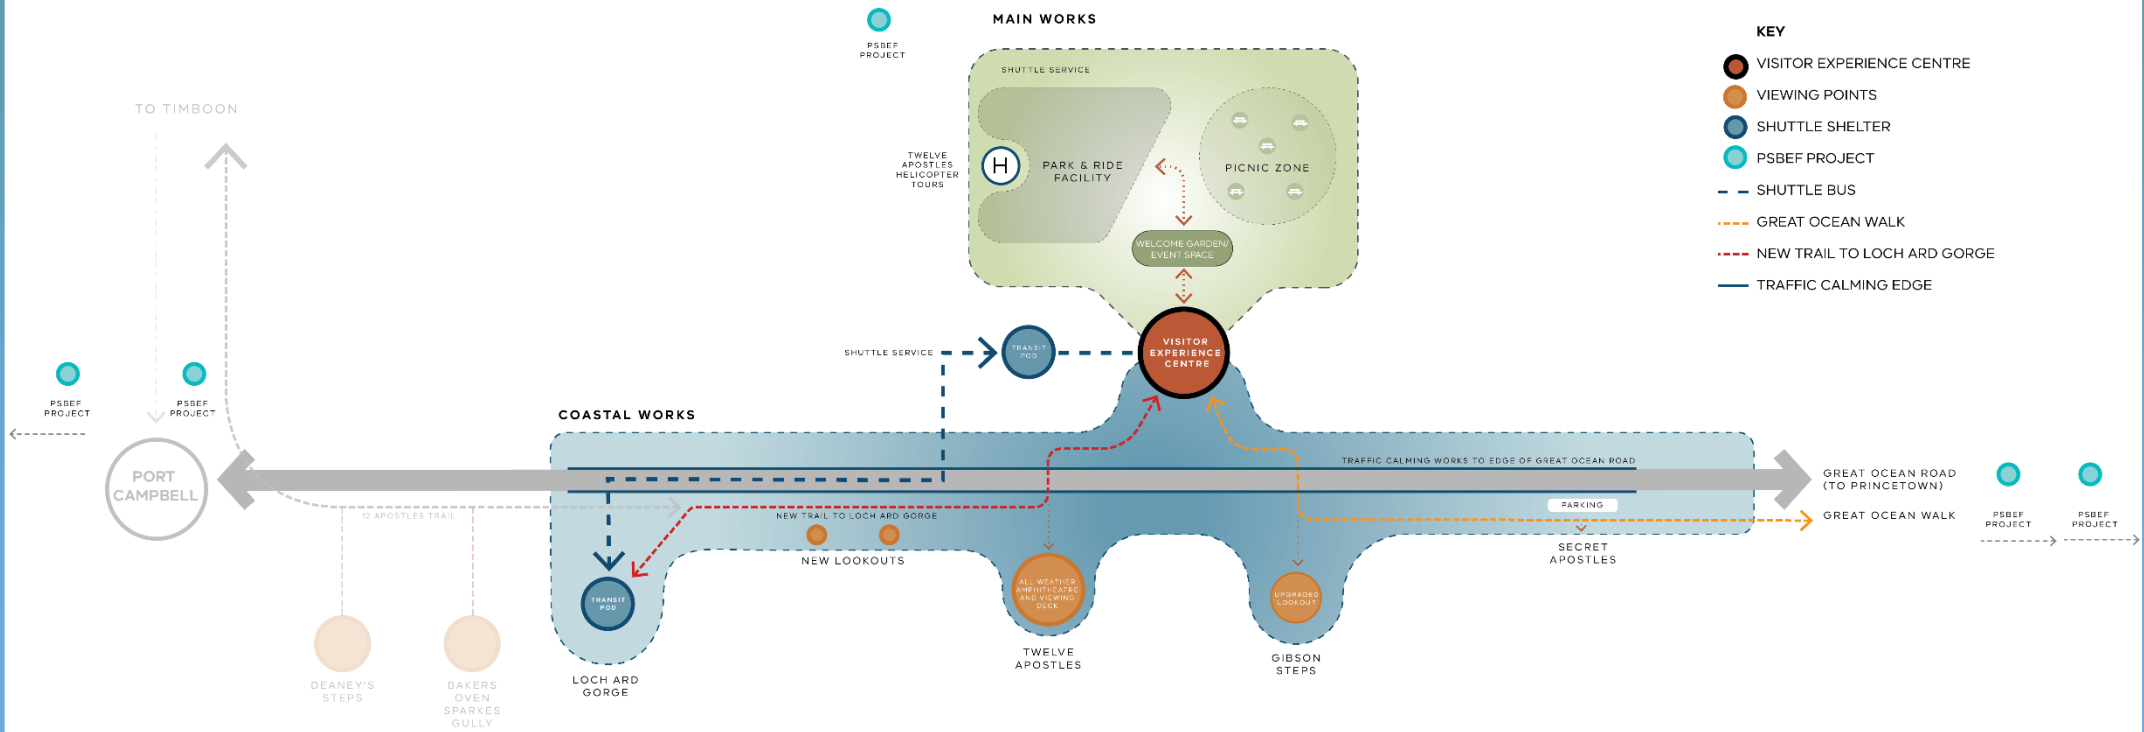 MAIN WORKS
PSBEF
PROJECT
SHUTTLE SERVICE
TWELVE
APOSTLES
HELICOPTER
TOURS
H
PARK & RIDE
FACILITY
PICNIC ZONE
WELCOME GARDEN/
EVENT SPACE
KEY
VISITOR EXPERIENCE CENTRE
VIEWING POINTS
SHUTTLE SHELTER
PSBEF PROJECT
SHUTTLE BUS
GREAT OCEAN WALK
NEW TRAIL TO LOCH ARD GORGE
TRAFFIC CALMING EDGE
TO TIMBOON
SHUTTLE SERVICE
TRANSIT
POD
VISITOR
EXPERIENCE
CENTRE
PSBEF
PROJECT
PSBEF
PROJECT
COASTAL WORKS
PORT
CAMPBELL
TRAFFIC CALMING WORKS TO EDGE OF GREAT OCEAN ROAD
GREAT OCEAN ROAD
(TO PRINCETOWN)
GREAT OCEAN WALK
PSBEF
PROJECT
PSBEF
PROJECT
12 APOSTLES TRAIL
NEW TRAIL TO LOCH ARD GORGE
NEW LOOKOUTS
PARKING
SECRET
APOSTLES
TRANSIT
POD
ALL WEATHER
AMPHITHEATRE
AND VIEWING
DECK
UPGRADED
LOOKOUT
DEANEY'S
STEPS
BAKERS
OVEN
SPARKES
GULLY
LOCH ARD
GORGE
TWELVE
APOSTLES
GIBSON
STEPS